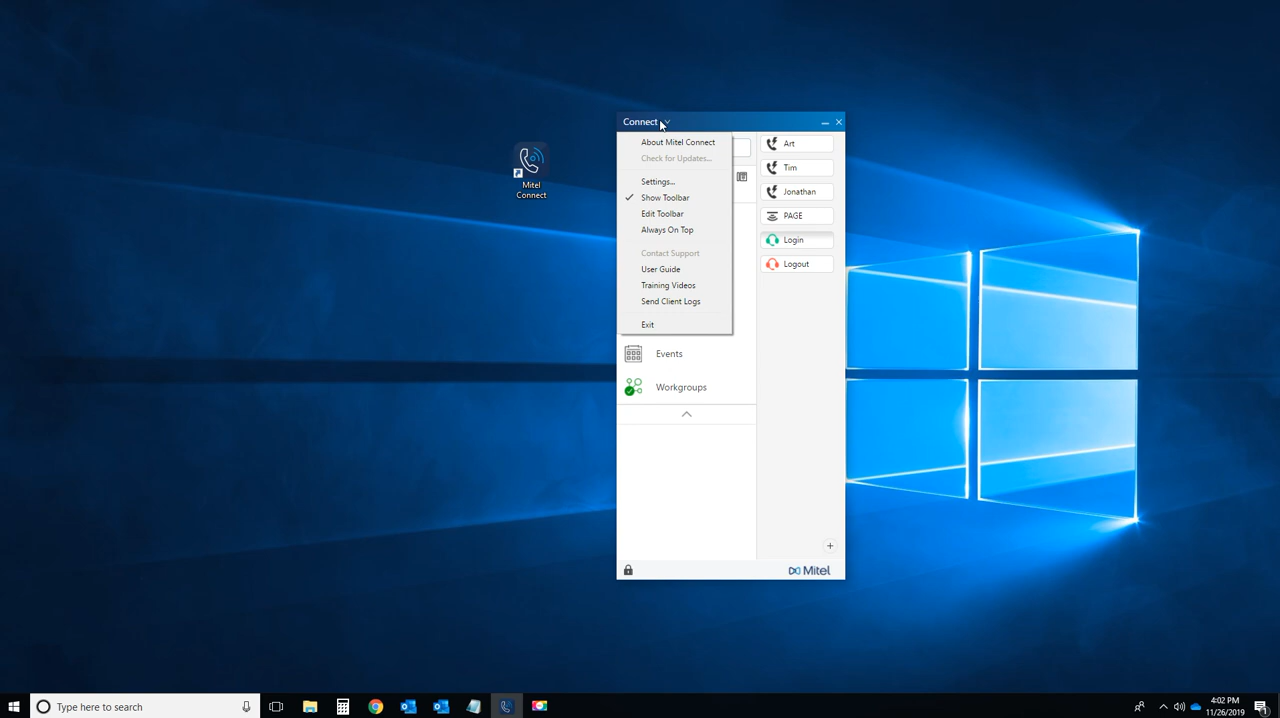 Mitel
Connect
Connect
About Mitel Connect
Check for Updates...
Settings...
Show Toolbar
Edit Toolbar
Always On Top
Contact Support
User Guide
Training Videos
Send Client Logs
Exit
Events
Workgroups
Art
Tim
Jonathan
PAGE
Login
Logout
Mitel
Type here to search
4:02 PM
11/26/2019
1